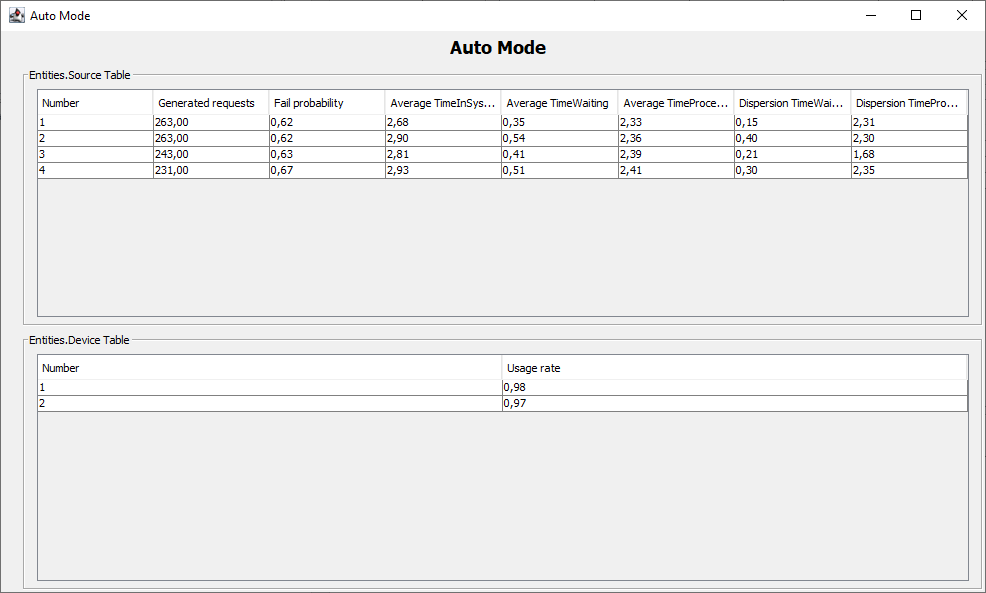 Auto Mode
Auto Mode
Entities.Source Table
Number Generated requests Fail probability Average TimeInSys... Average TimeWaiting Average TimeProce... Dispersion TimeWai... Dispersion TimePro...
1 263,00 0,62 2,68 0,35 2,33 0,15 2,31
2 263,00 0,62 2,90 0,54 2,36 0,40 2,30
3 243,00 0,63 2,81 0,41 2,39 0,21 1,68
4 231,00 0,67 2,93 0,51 2,41 0,30 2,35
Entities.Device Table
Number Usage rate
1 0,98
2 0,97